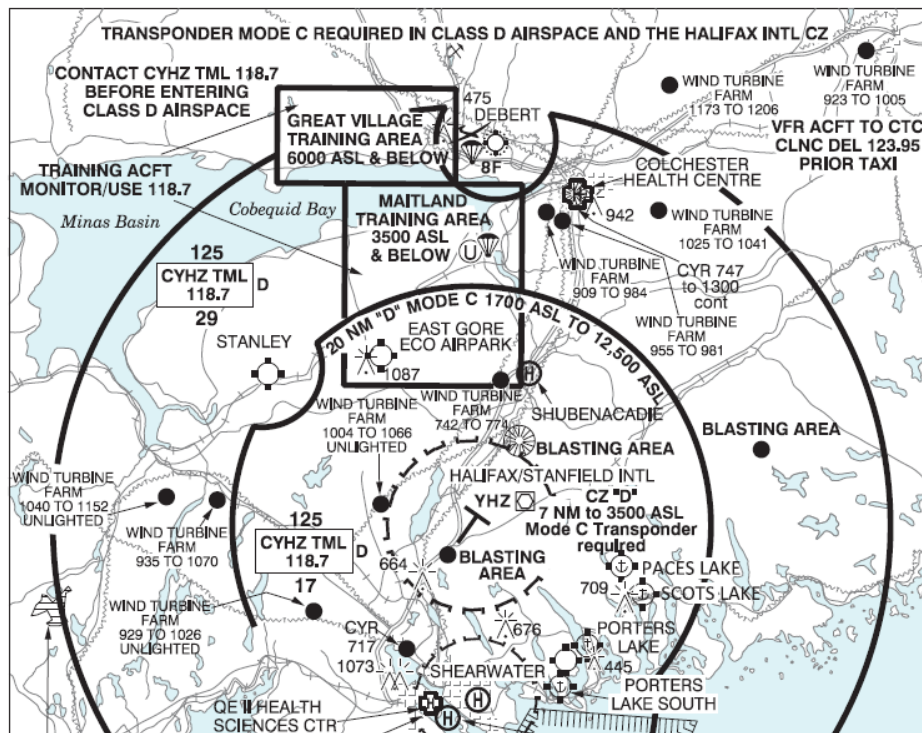 TRANSPONDER MODE C REQUIRED IN CLASS D AIRSPACE AND THE HALIFAX INTL CZ
CONTACT CYHZ TML 118.7
BEFORE ENTERING
CLASS D AIRSPACE
475
DEBERT
8F
WIND TURBINE
FARM
1173 TO 1206
WIND TURBINE
FARM
923 TO 1005
VFR ACFT TO CTC
CLNC DEL 123.95
PRIOR TAXI
GREAT VILLAGE
TRAINING AREA
6000 ASL & BELOW
TRAINING ACFT
MONITOR/USE 118.7
Minas Basin
Cobequid Bay
MAITLAND
TRAINING AREA
3500 ASL
& BELOW
U
COLCHESTER
HEALTH CENTRE
H
942
WIND TURBINE
FARM
1025 TO 1041
WIND TURBINE
FARM
909 TO 984
CYR 747
to 1300
cont
WIND TURBINE
FARM
955 TO 981
125
CYHZ TML
118.7
D
29
20 NM "D" MODE C 1700 ASL TO 12,500 ASL
STANLEY
EAST GORE
ECO AIRPARK
1087
H
SHUBENACADIE
WIND TURBINE
FARM
742 TO 774
WIND TURBINE
FARM
1004 TO 1066
UNLIGHTED
BLASTING AREA
BLASTING AREA
HALIFAX/STANFIELD INTL
YHZ
CZ "D"
7 NM to 3500 ASL
Mode C Transponder
required
WIND TURBINE
FARM
1040 TO 1152
UNLIGHTED
WIND TURBINE
FARM
935 TO 1070
125
CYHZ TML
118.7
D
17
BLASTING
AREA
664
PACES LAKE
709
SCOTS LAKE
WIND TURBINE
FARM
929 TO 1026
UNLIGHTED
CYR
717
1073
676
PORTERS
LAKE
445
SHEARWATER
PORTERS
LAKE SOUTH
QE II HEALTH
SCIENCES CTR
H
H
H